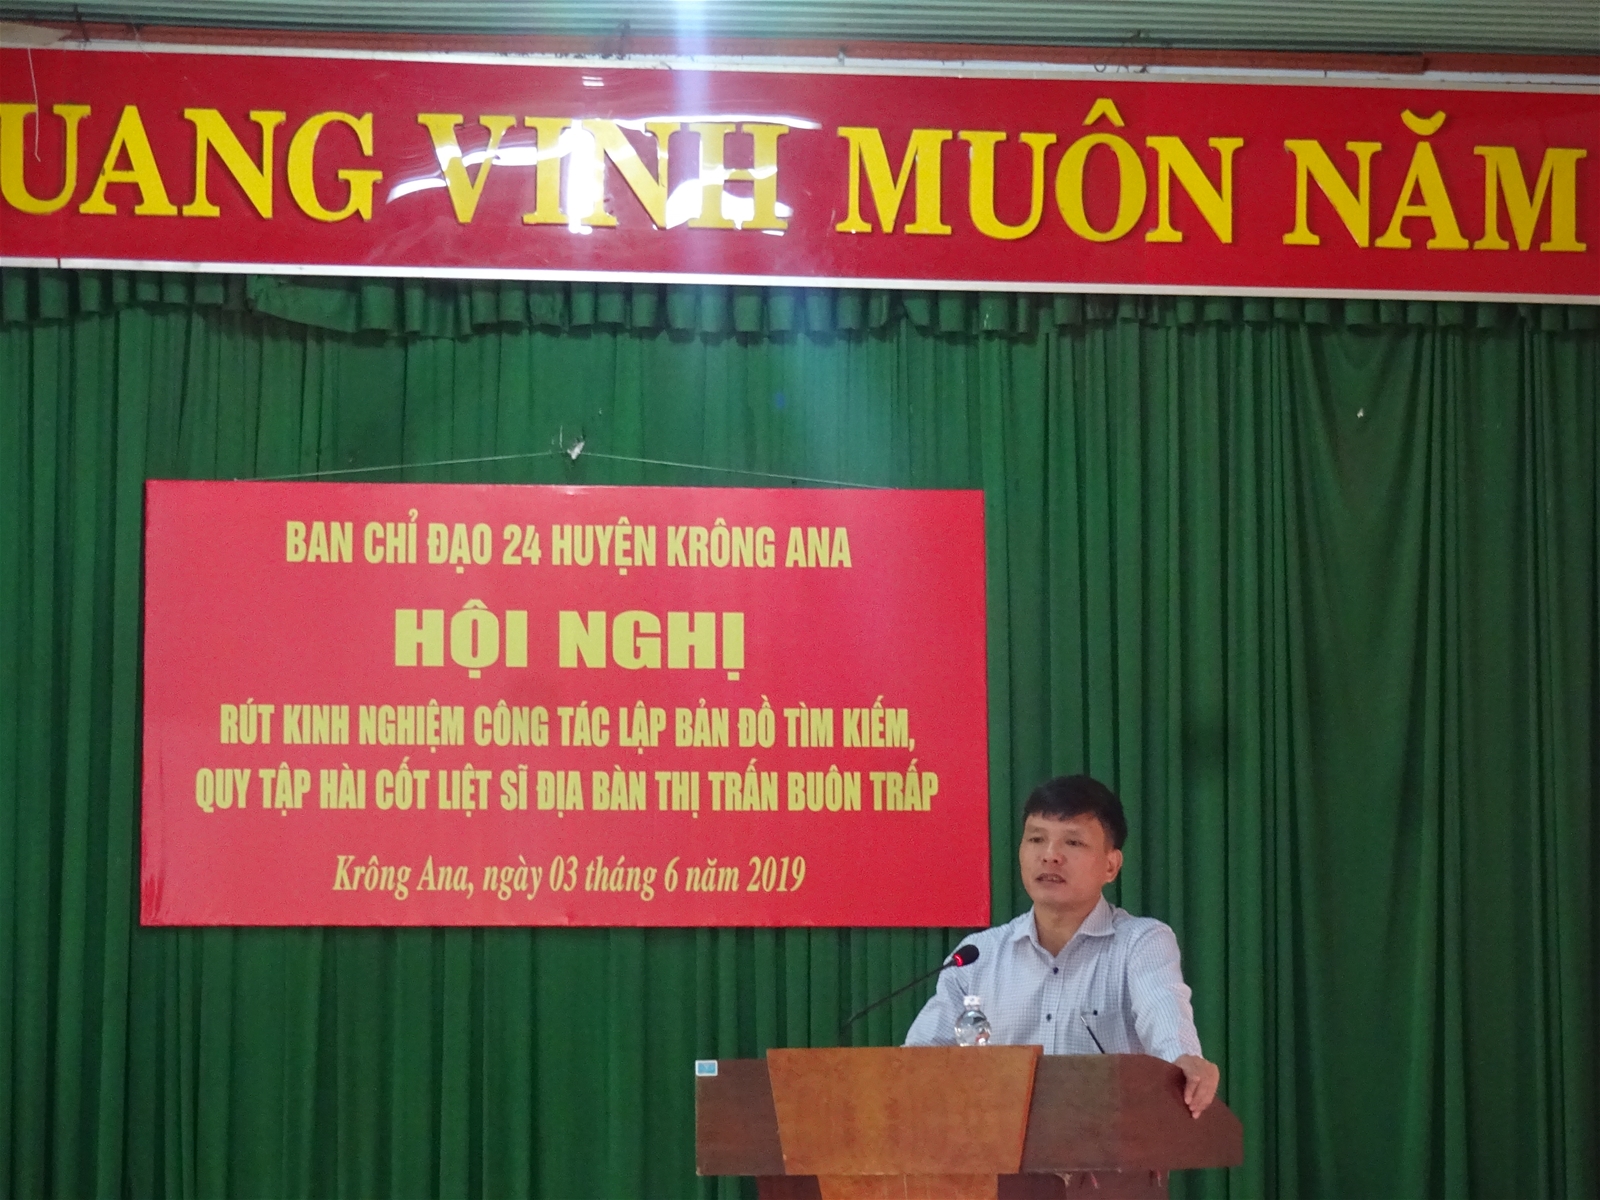 UANG VINH MUÔN NĂM
BAN CHỈ ĐẠO 24 HUYỆN KRÔNG ANA
HỘI NGHỊ
RÚT KINH NGHIỆM CÔNG TÁC LẬP BẢN ĐỒ TÌM KIẾM,
QUY TẬP HÀI CỐT LIỆT SĨ ĐỊA BÀN THỊ TRẤN BUÔN TRẤP
Krông Ana, ngày 03 tháng 6 năm 2019